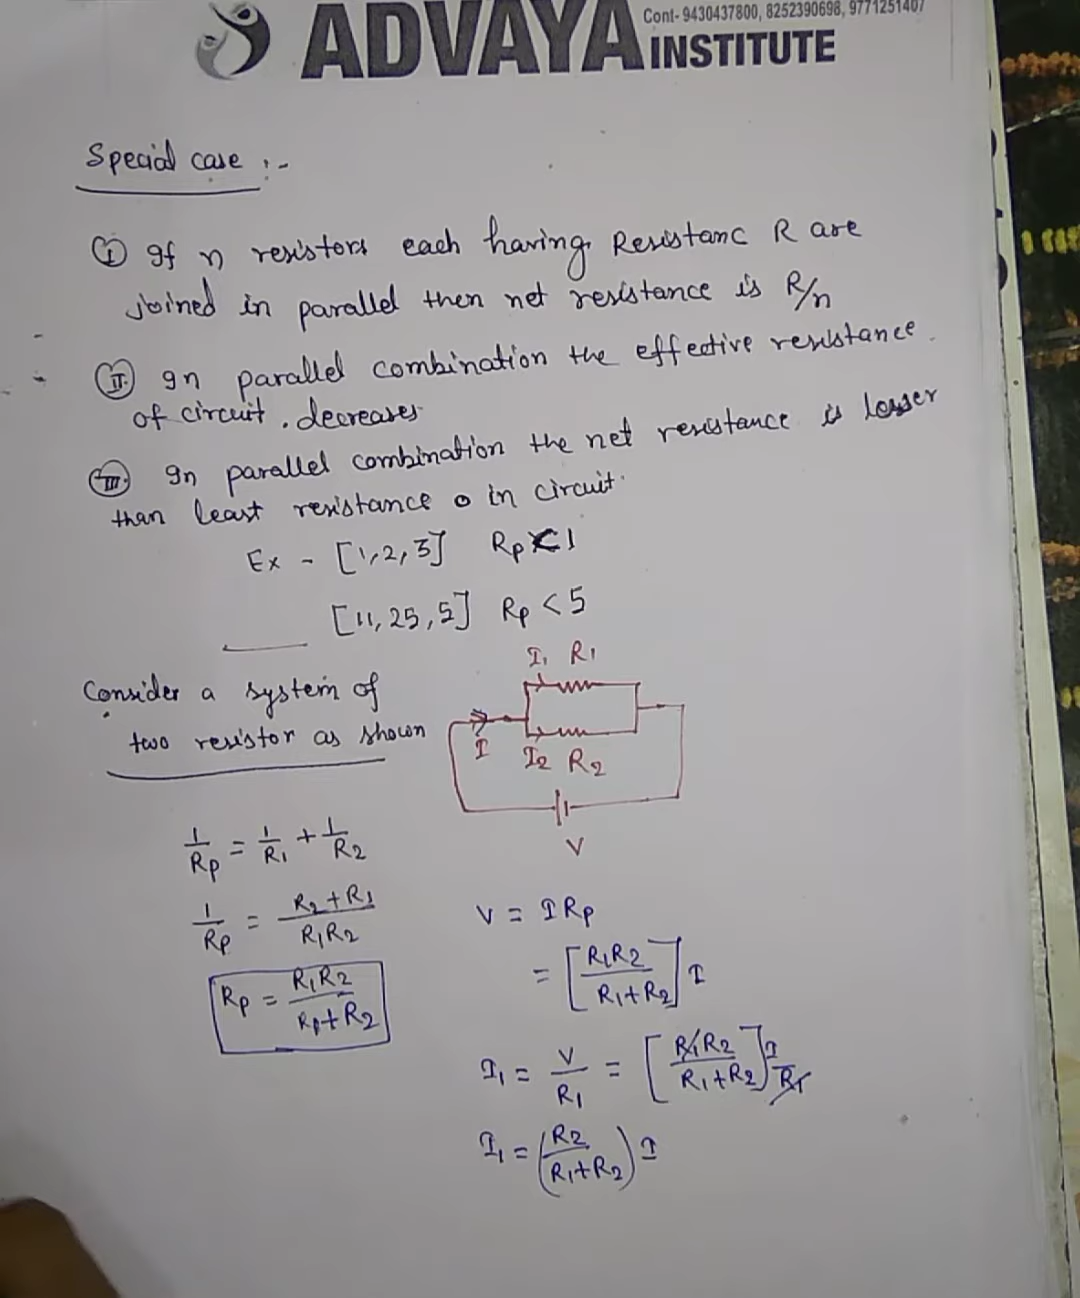 ADVAYA INSTITUTE
Cont- 9430437800, 8252390698, 9771251407
Special case :-
(I) If n resistors each having Resistanc R are
joined in parallel then net resistance is R/n
(II) In parallel combination the effective resistance
of circuit . decreases
(III) In parallel combination the net resistance is lesser
than least resistance o in circuit.
Ex - [1,2,3] Rp < 1
[11, 25, 5] Rp < 5
I1 R1
Consider a system of
two resistor as shown
I
I2 R2
V
1/Rp = 1/R1 + 1/R2
1/Rp = R2 + R1 / R1R2
Rp = R1R2 / R1 + R2
V = I Rp
= [R1R2 / R1 + R2] I
I1 = V / R1 = [R1R2 / R1 + R2] I / R1
I1 = (R2 / R1 + R2) I